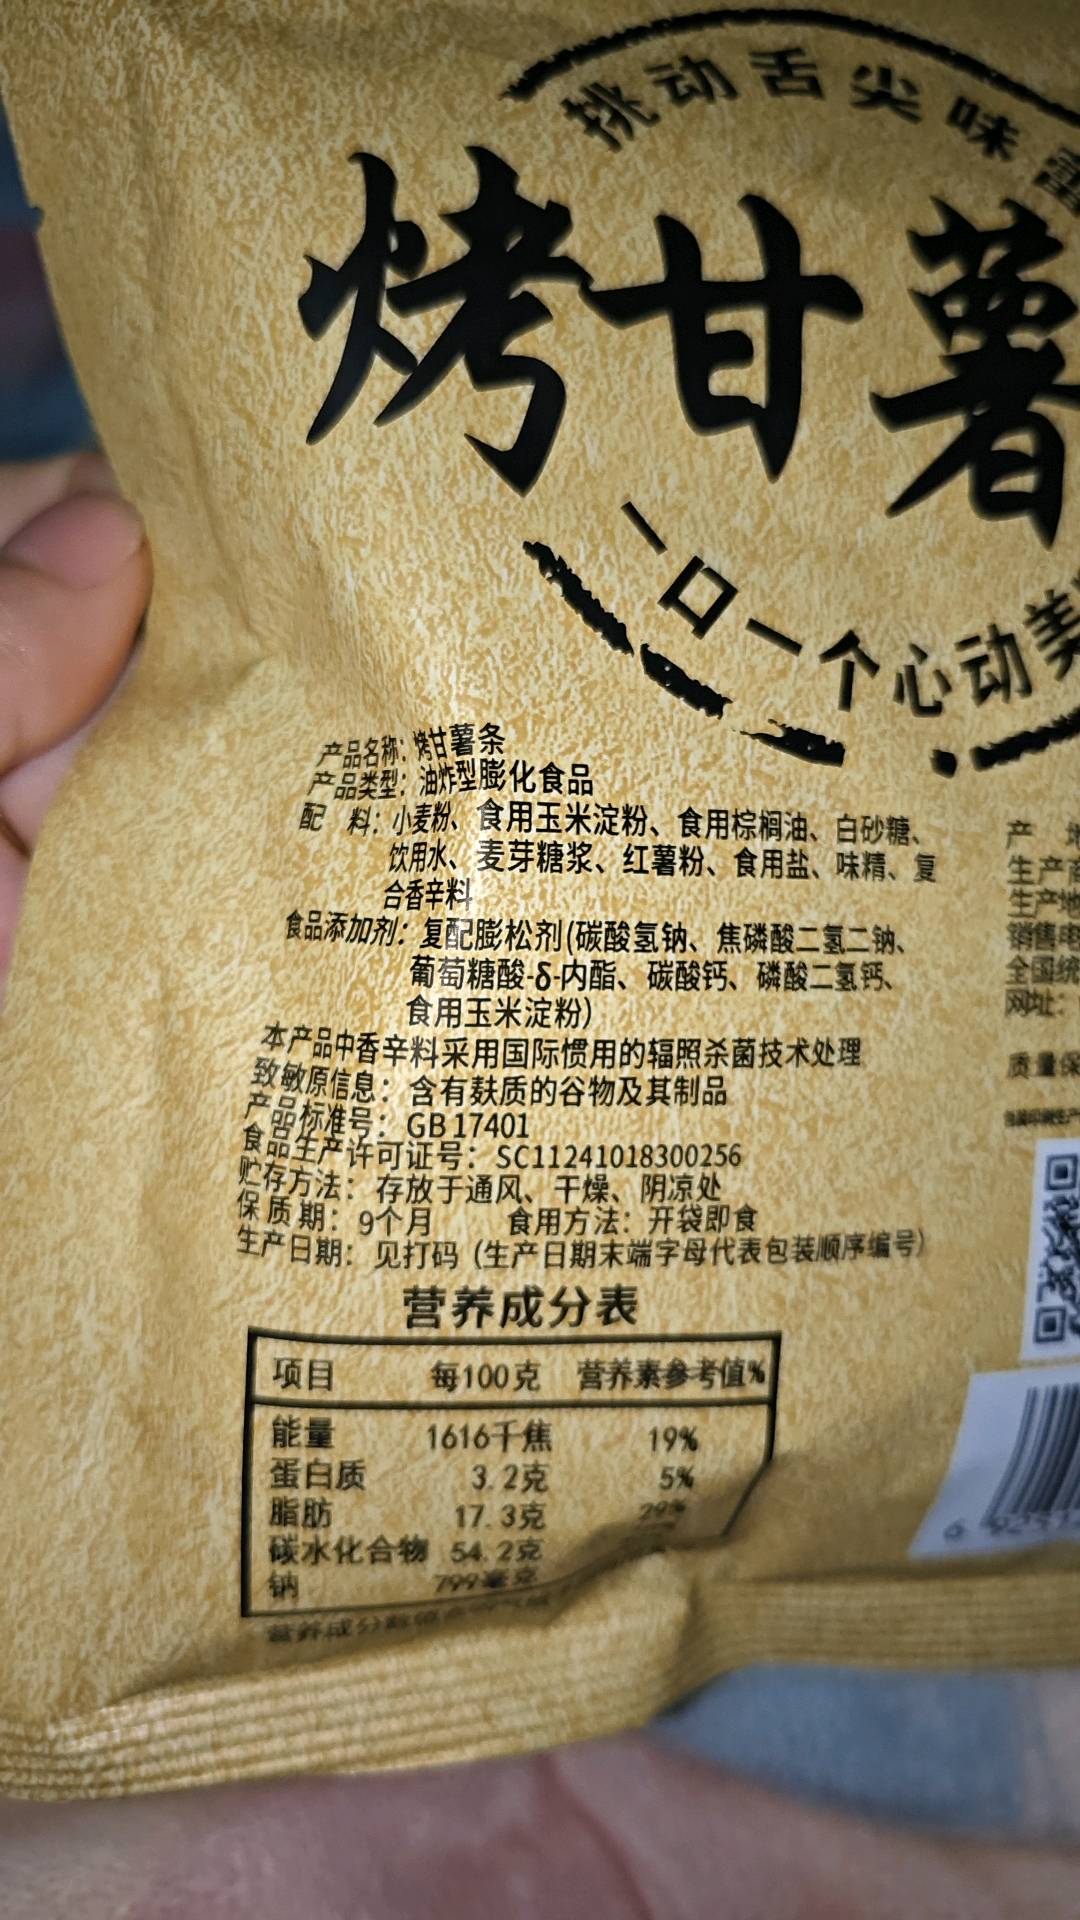 挑动舌尖味蕾
烤甘薯
一口一个心动美
产品名称：烤甘薯条
产品类型：油炸型膨化食品
配 料：小麦粉、食用玉米淀粉、食用棕榈油、白砂糖、
饮用水、麦芽糖浆、红薯粉、食用盐、味精、复
合香辛料
食品添加剂：复配膨松剂(碳酸氢钠、焦磷酸二氢二钠、
葡萄糖酸-δ-内酯、碳酸钙、磷酸二氢钙、
食用玉米淀粉)
本产品中香辛料采用国际惯用的辐照杀菌技术处理
致敏原信息：含有麸质的谷物及其制品
产品标准号：GB 17401
食品生产许可证号：SC11241018300256
贮存方法：存放于通风、干燥、阴凉处
保质期：9个月 食用方法：开袋即食
生产日期：见打码（生产日期末端字母代表包装顺序编号）
产 地
生产商
生产地
销售电
全国统
网址：
质量保
营养成分表
项目 每100克 营养素参考值%
能量 1616千焦 19%
蛋白质 3.2克 5%
脂肪 17.3克
碳水化合物 54.2克
钠 799毫克